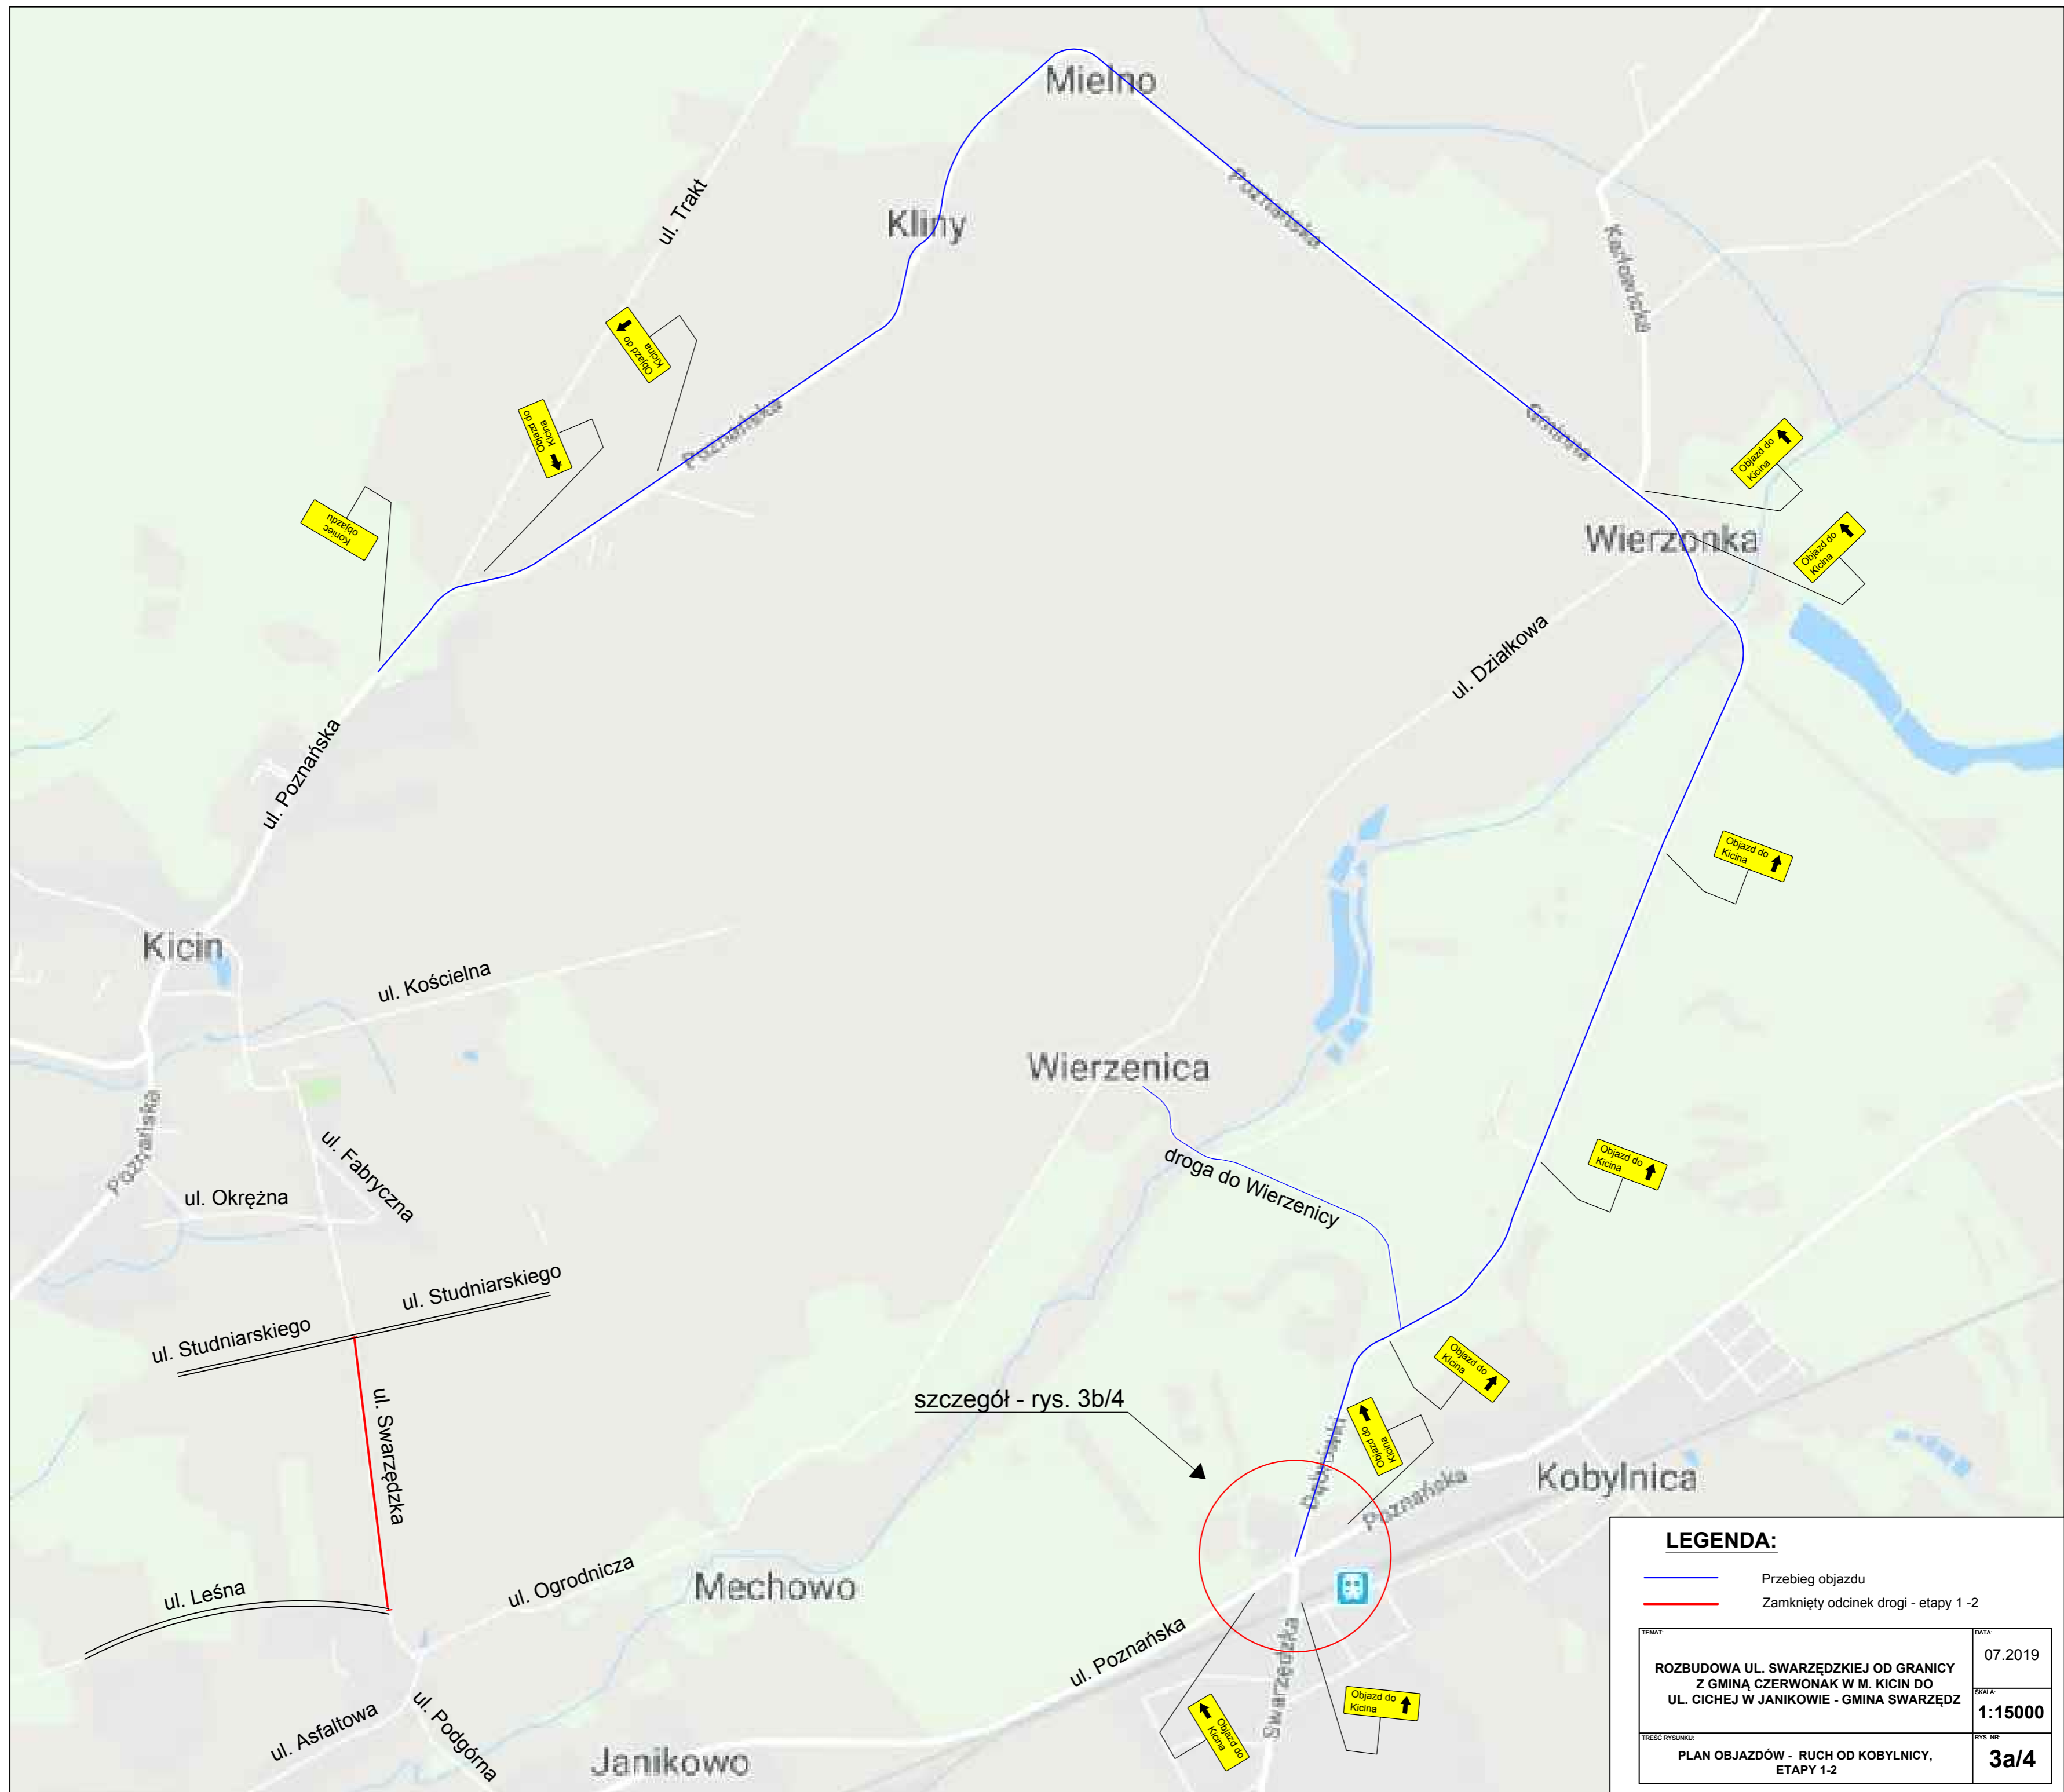 Mielno
ul. Trakt
Kliny
Poznańska
Karłowicka
Objazd do
Kicina
Poznańska
Objazd do
Kicina
Gminna
Objazd do
Kicina
Koniec
objazdu
Wierzonka
Objazd do
Kicina
ul. Działkowa
ul. Poznańska
Objazd do
Kicina
Kicin
ul. Kościelna
Wierzenica
Poznańska
ul. Fabryczna
droga do Wierzenicy
Objazd do
Kicina
ul. Okrężna
ul. Studniarskiego
ul. Studniarskiego
Objazd do
Kicina
szczegół - rys. 3b/4
ul. Swarzędzka
Objazd do
Kicina
Poznańska
Kobylnica
ul. Leśna
ul. Ogrodnicza
Mechowo
ul. Poznańska
Swarzędzka
Objazd do
Kicina
Objazd do
Kicina
ul. Asfaltowa
ul. Podgórna
Janikowo
LEGENDA:
Przebieg objazdu
Zamknięty odcinek drogi - etapy 1 -2
TEMAT:
ROZBUDOWA UL. SWARZĘDZKIEJ OD GRANICY
Z GMINĄ CZERWONAK W M. KICIN DO
UL. CICHEJ W JANIKOWIE - GMINA SWARZĘDZ
DATA:
07.2019
SKALA:
1:15000
TREŚĆ RYSUNKU:
PLAN OBJAZDÓW - RUCH OD KOBYLNICY,
ETAPY 1-2
RYS. NR:
3a/4